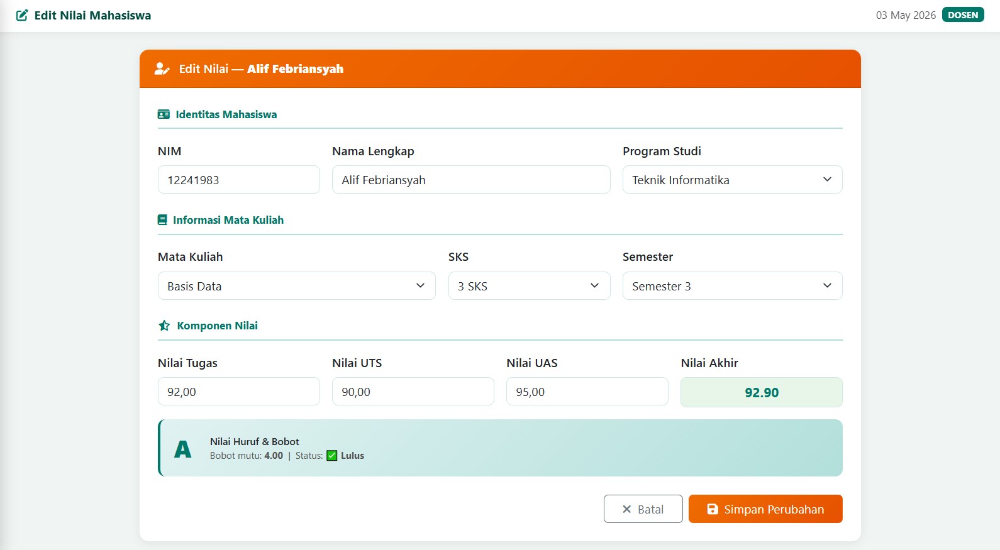 Edit Nilai Mahasiswa
03 May 2026 DOSEN
Edit Nilai — Alif Febriansyah
Identitas Mahasiswa
NIM Nama Lengkap Program Studi
12241983 Alif Febriansyah Teknik Informatika
Informasi Mata Kuliah
Mata Kuliah SKS Semester
Basis Data 3 SKS Semester 3
Komponen Nilai
Nilai Tugas Nilai UTS Nilai UAS Nilai Akhir
92,00 90,00 95,00 92.90
A
Nilai Huruf & Bobot
Bobot mutu: 4.00 | Status: ✅ Lulus
Batal Simpan Perubahan